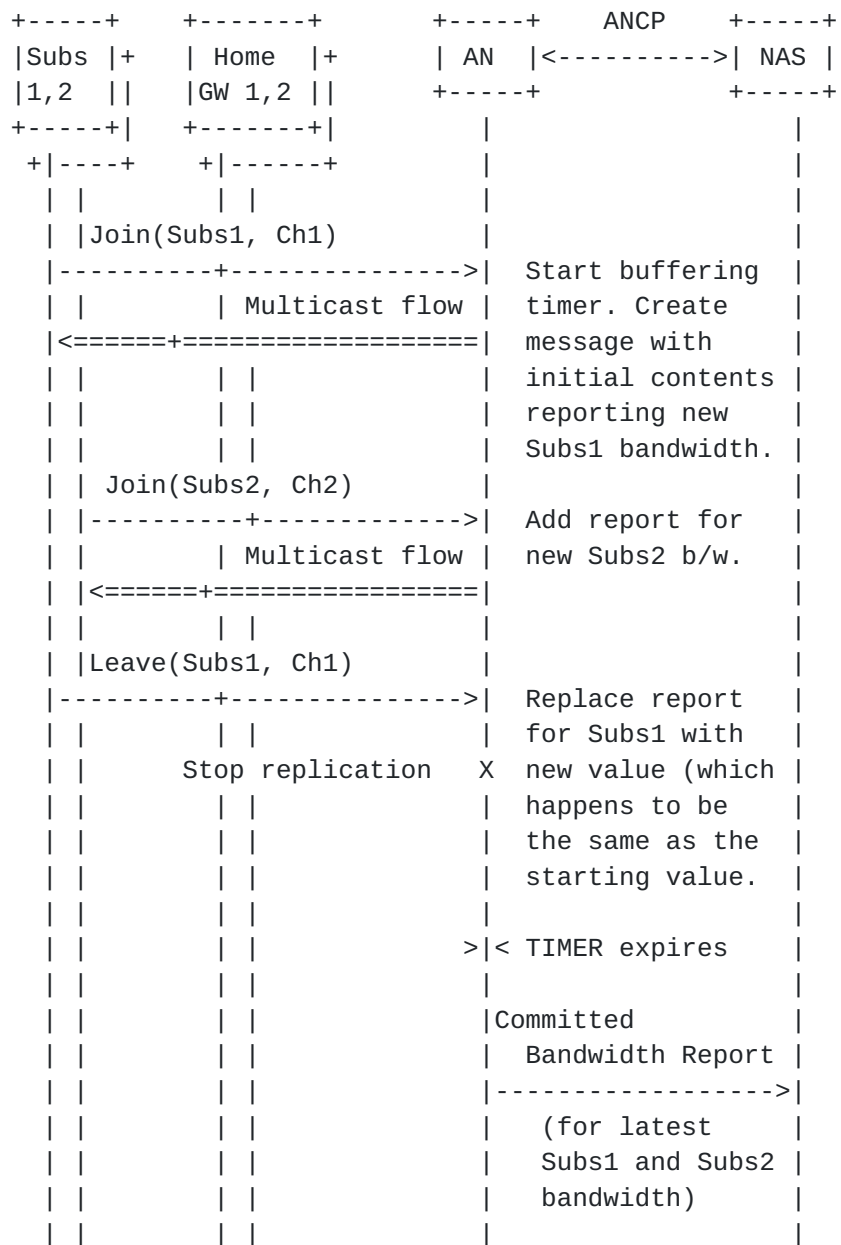 +-----+    +-------+      +-----+    ANCP    +-----+
|Subs |+   | Home  |+     | AN  |<---------->| NAS |
|1,2  ||   |GW 1,2 ||     +-----+            +-----+
+-----+|   +-------+|        |                  |
 +|----+    +|------+        |                  |
  | |        | |             |                  |
  | |Join(Subs1, Ch1)        |                  |
  |----------+-------------->|  Start buffering |
  | |        | Multicast flow |  timer. Create   |
  |<======+==================|  message with    |
  | |        | |             |  initial contents |
  | |        | |             |  reporting new   |
  | |        | |             |  Subs1 bandwidth. |
  | | Join(Subs2, Ch2)       |                  |
  | |----------+------------>|  Add report for  |
  | |        | Multicast flow |  new Subs2 b/w.  |
  | |<======+================|                  |
  | |        | |             |                  |
  | |Leave(Subs1, Ch1)       |                  |
  |----------+-------------->|  Replace report  |
  | |        | |             |  for Subs1 with  |
  | |      Stop replication  X  new value (which |
  | |        | |             |  happens to be   |
  | |        | |             |  the same as the |
  | |        | |             |  starting value. |
  | |        | |             |                  |
  | |        | |            >|< TIMER expires   |
  | |        | |             |                  |
  | |        | |             |Committed         |
  | |        | |             |  Bandwidth Report |
  | |        | |             |----------------->|
  | |        | |             |   (for latest    |
  | |        | |             |   Subs1 and Subs2 |
  | |        | |             |   bandwidth)     |
  | |        | |             |                  |